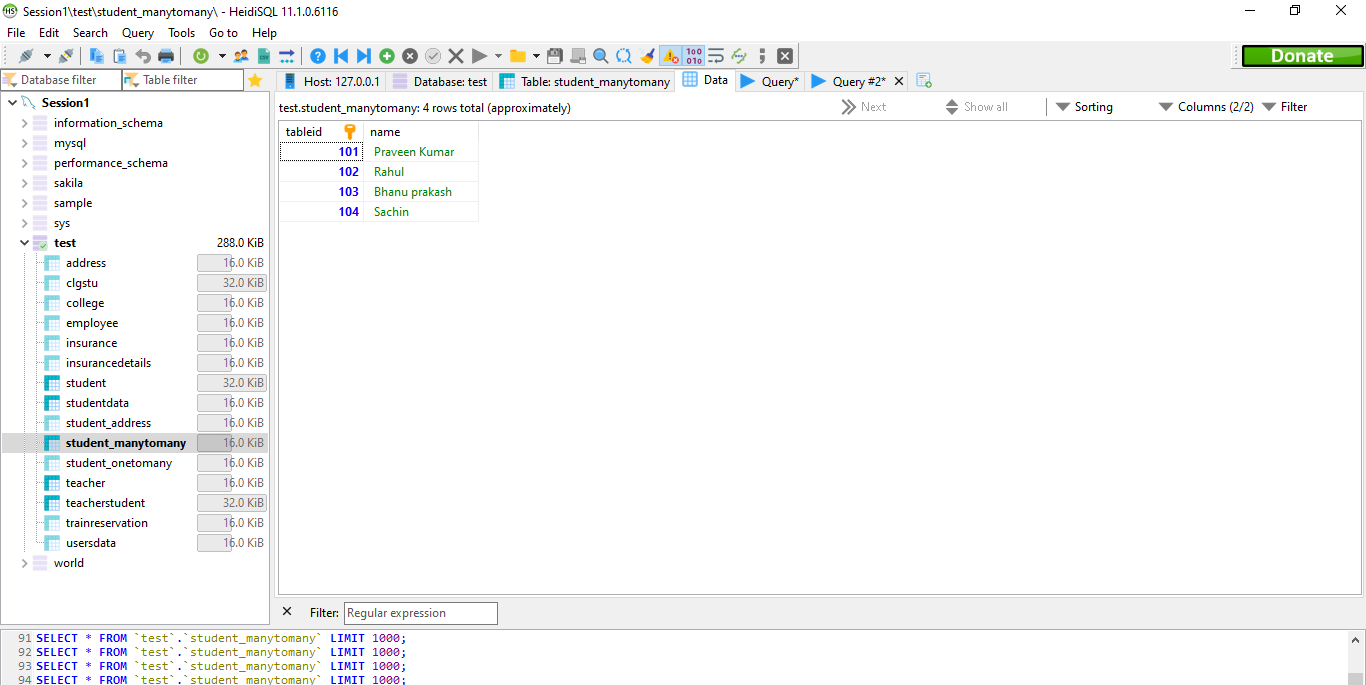 Session1\test\student_manytomany\ - HeidiSQL 11.1.0.6116
File Edit Search Query Tools Go to Help
Donate
Database filter Table filter
Host: 127.0.0.1 Database: test Table: student_manytomany Data Query* Query #2*
test.student_manytomany: 4 rows total (approximately) Next Show all Sorting Columns (2/2) Filter
tableid name
101 Praveen Kumar
102 Rahul
103 Bhanu prakash
104 Sachin
Session1
information_schema
mysql
performance_schema
sakila
sample
sys
test 288.0 KiB
address 16.0 KiB
clgstu 32.0 KiB
college 16.0 KiB
employee 16.0 KiB
insurance 16.0 KiB
insurancedetails 16.0 KiB
student 32.0 KiB
studentdata 16.0 KiB
student_address 16.0 KiB
student_manytomany 16.0 KiB
student_onetomany 16.0 KiB
teacher 16.0 KiB
teacherstudent 32.0 KiB
trainreservation 16.0 KiB
usersdata 16.0 KiB
world
Filter: Regular expression
91 SELECT * FROM `test`.`student_manytomany` LIMIT 1000;
92 SELECT * FROM `test`.`student_manytomany` LIMIT 1000;
93 SELECT * FROM `test`.`student_manytomany` LIMIT 1000;
94 SELECT * FROM `test`.`student_manytomany` LIMIT 1000;